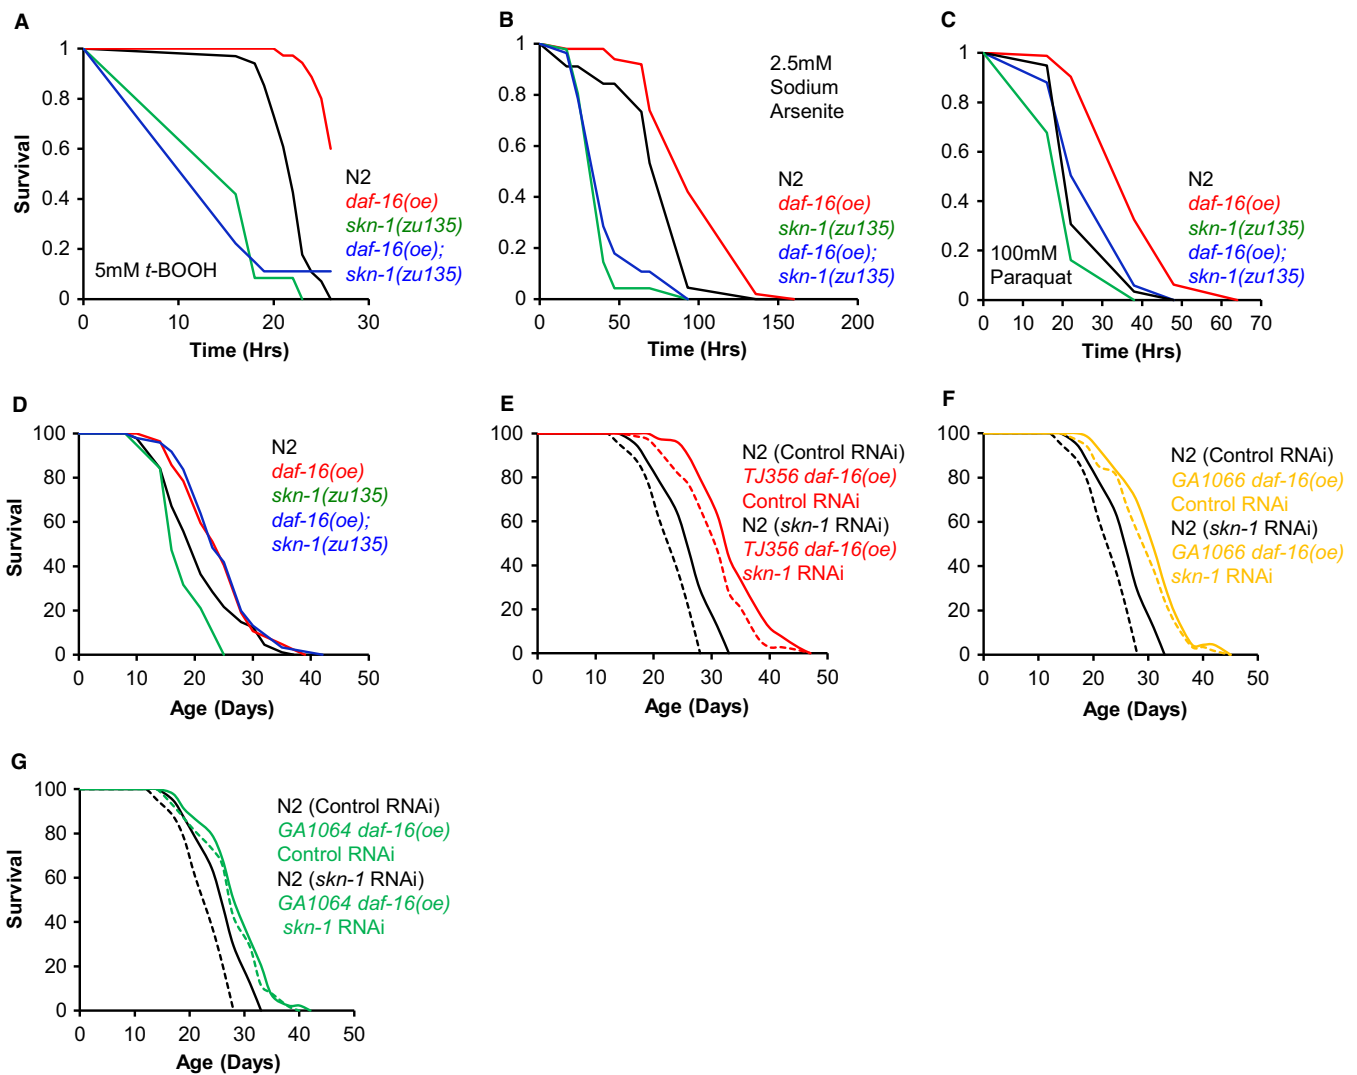 A
Survival
1
0.8
0.6
0.4
0.2
0
5mM t-BOOH
N2
daf-16(oe)
skn-1(zu135)
daf-16(oe);
skn-1(zu135)
0 10 20 30
Time (Hrs)
B
1
0.8
0.6
0.4
0.2
0
2.5mM
Sodium
Arsenite
N2
daf-16(oe)
skn-1(zu135)
daf-16(oe);
skn-1(zu135)
0 50 100 150 200
Time (Hrs)
C
1
0.8
0.6
0.4
0.2
0
100mM
Paraquat
N2
daf-16(oe)
skn-1(zu135)
daf-16(oe);
skn-1(zu135)
0 10 20 30 40 50 60 70
Time (Hrs)
D
Survival
100
80
60
40
20
0
N2
daf-16(oe)
skn-1(zu135)
daf-16(oe);
skn-1(zu135)
0 10 20 30 40 50
Age (Days)
E
100
80
60
40
20
0
N2 (Control RNAi)
TJ356 daf-16(oe)
Control RNAi
N2 (skn-1 RNAi)
TJ356 daf-16(oe)
skn-1 RNAi
0 10 20 30 40 50
Age (Days)
F
100
80
60
40
20
0
N2 (Control RNAi)
GA1066 daf-16(oe)
Control RNAi
N2 (skn-1 RNAi)
GA1066 daf-16(oe)
skn-1 RNAi
0 10 20 30 40 50
Age (Days)
G
Survival
100
80
60
40
20
0
N2 (Control RNAi)
GA1064 daf-16(oe)
Control RNAi
N2 (skn-1 RNAi)
GA1064 daf-16(oe)
skn-1 RNAi
0 10 20 30 40 50
Age (Days)